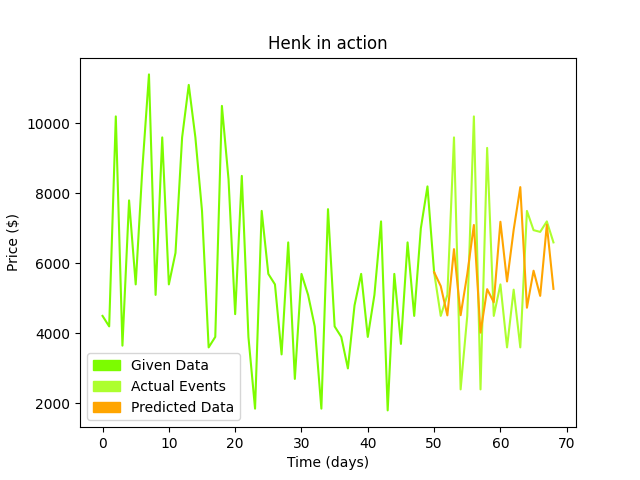 Henk in action
Price ($)
10000
8000
6000
4000
2000
Given Data
Actual Events
Predicted Data
0 10 20 30 40 50 60 70
Time (days)